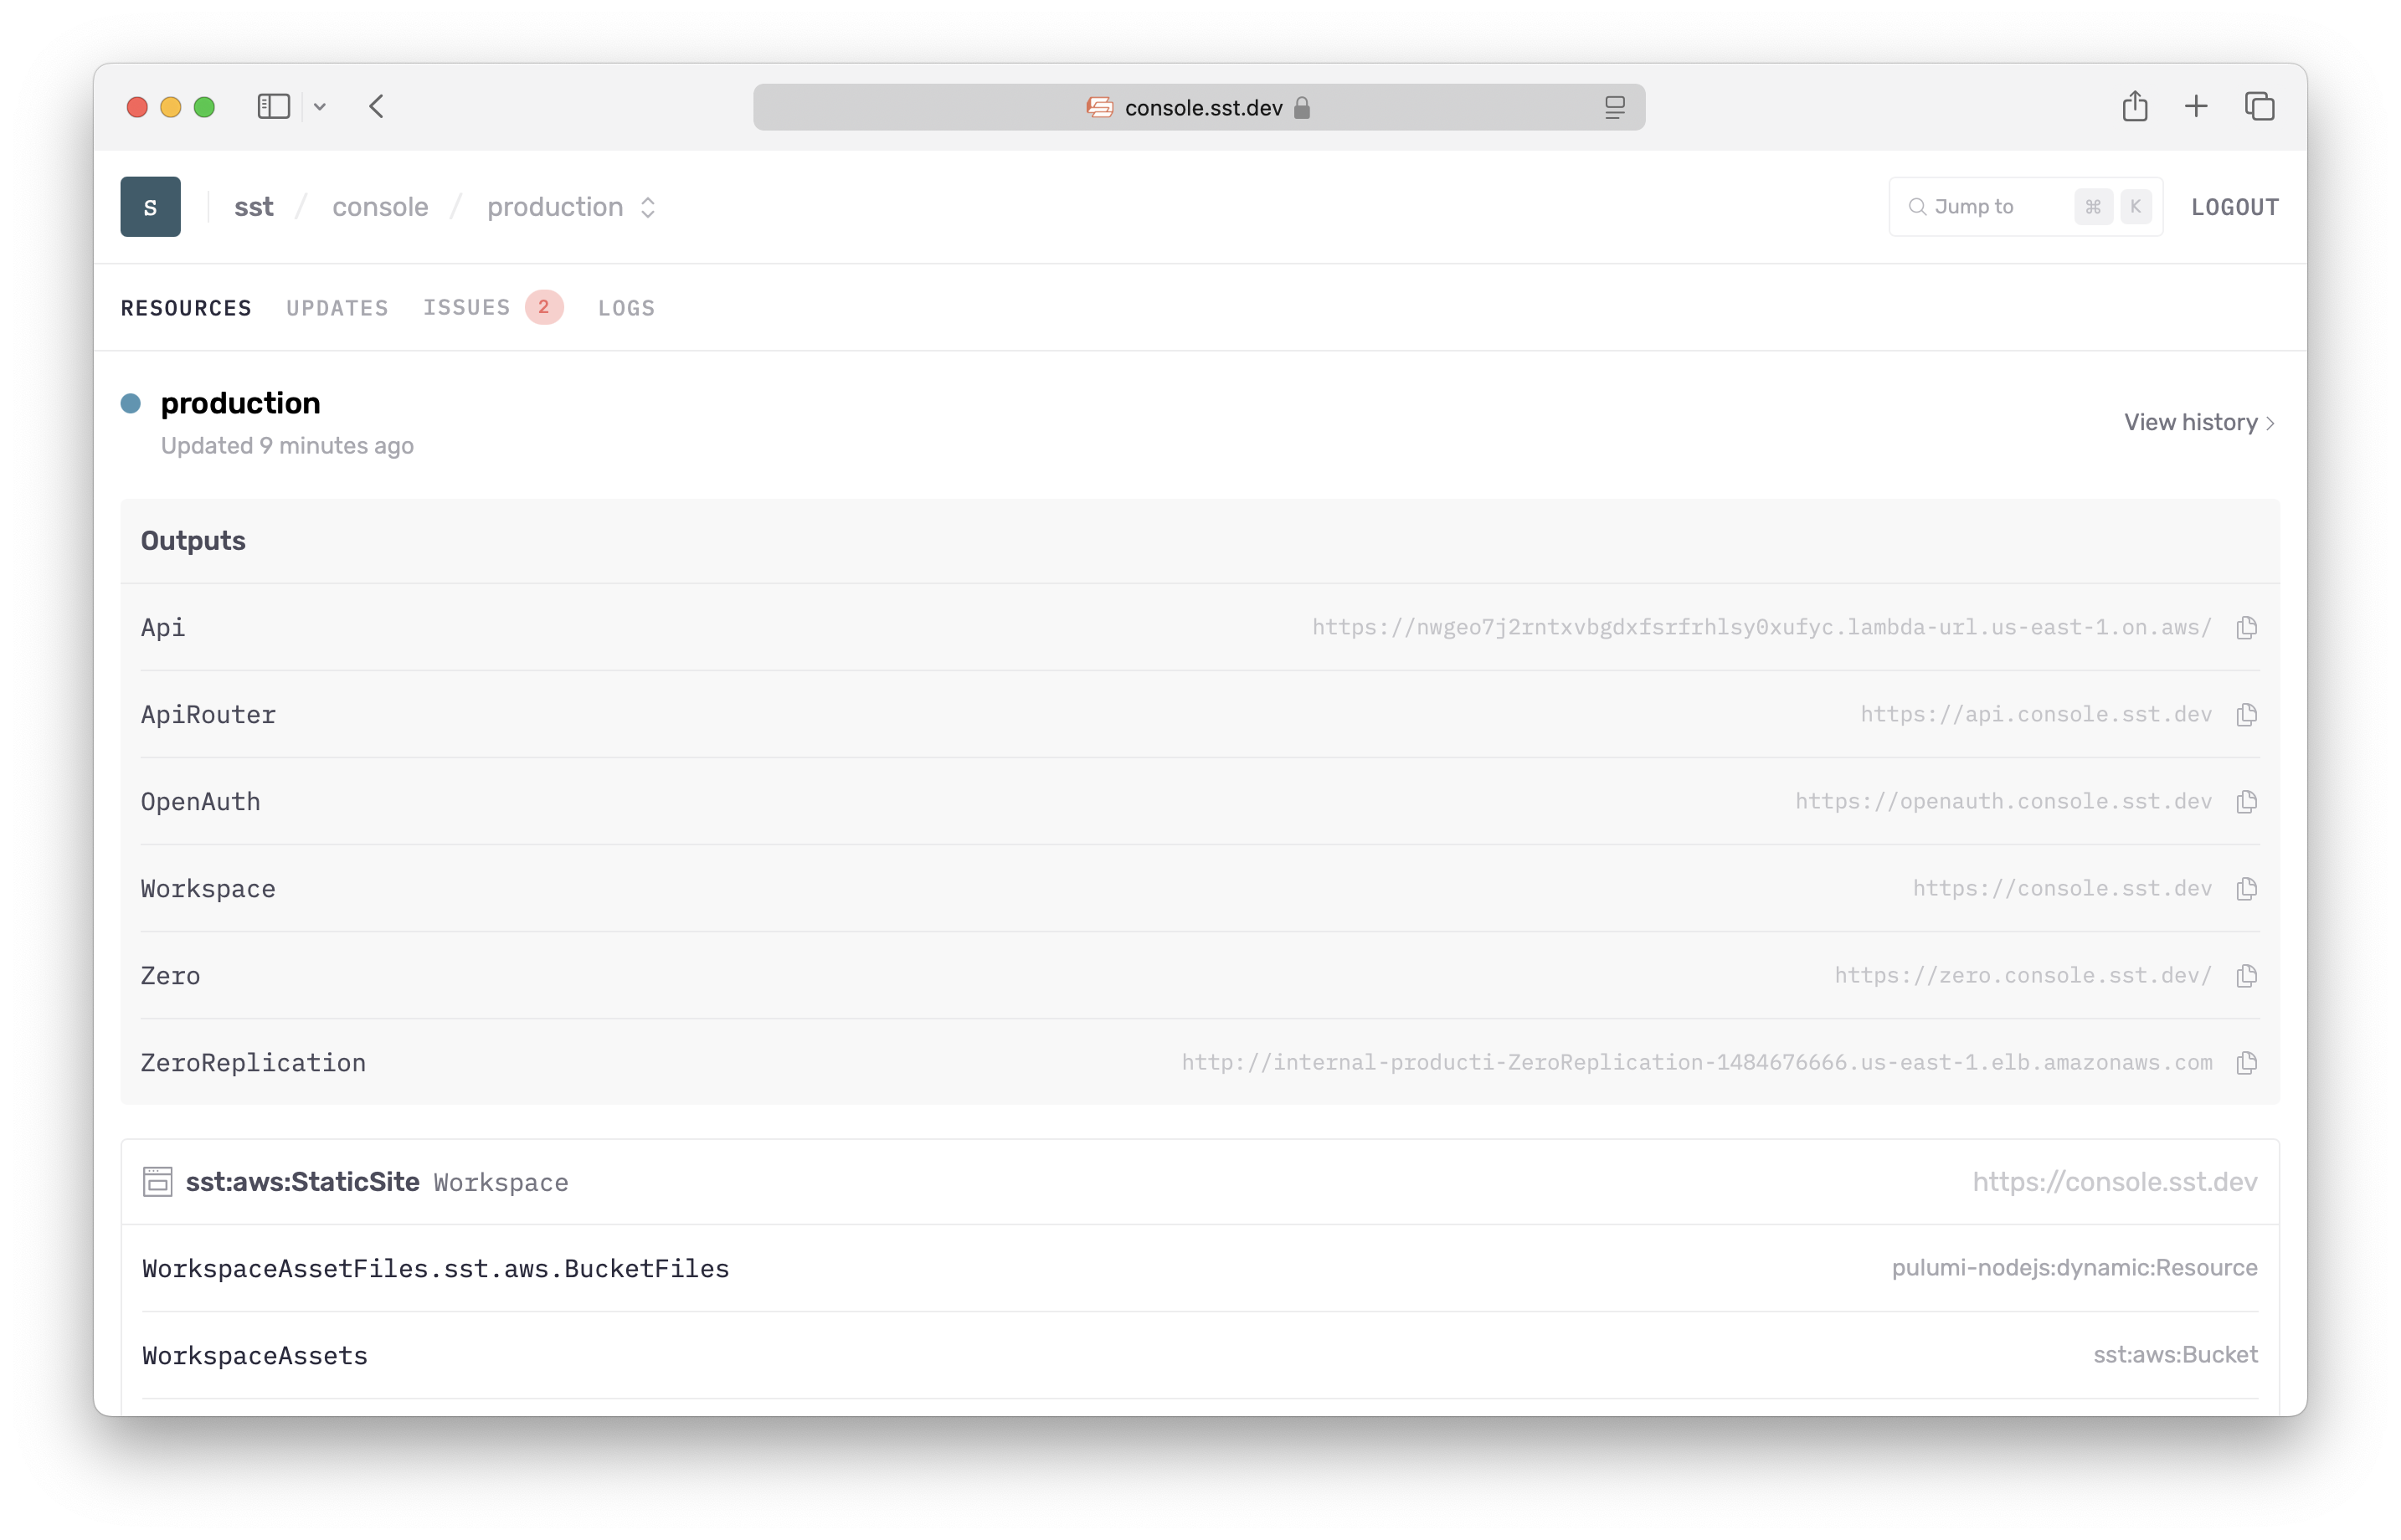 console.sst.dev
S sst / console / production Jump to ⌘ K LOGOUT
RESOURCES UPDATES ISSUES 2 LOGS
production
Updated 9 minutes ago
View history
Outputs
Api https://nwgeo7j2rntxvbgdxfsrfrhlsy0xufyc.lambda-url.us-east-1.on.aws/
ApiRouter https://api.console.sst.dev
OpenAuth https://openauth.console.sst.dev
Workspace https://console.sst.dev
Zero https://zero.console.sst.dev/
ZeroReplication http://internal-producti-ZeroReplication-1484676666.us-east-1.elb.amazonaws.com
sst:aws:StaticSite Workspace https://console.sst.dev
WorkspaceAssetFiles.sst.aws.BucketFiles pulumi-nodejs:dynamic:Resource
WorkspaceAssets sst:aws:Bucket